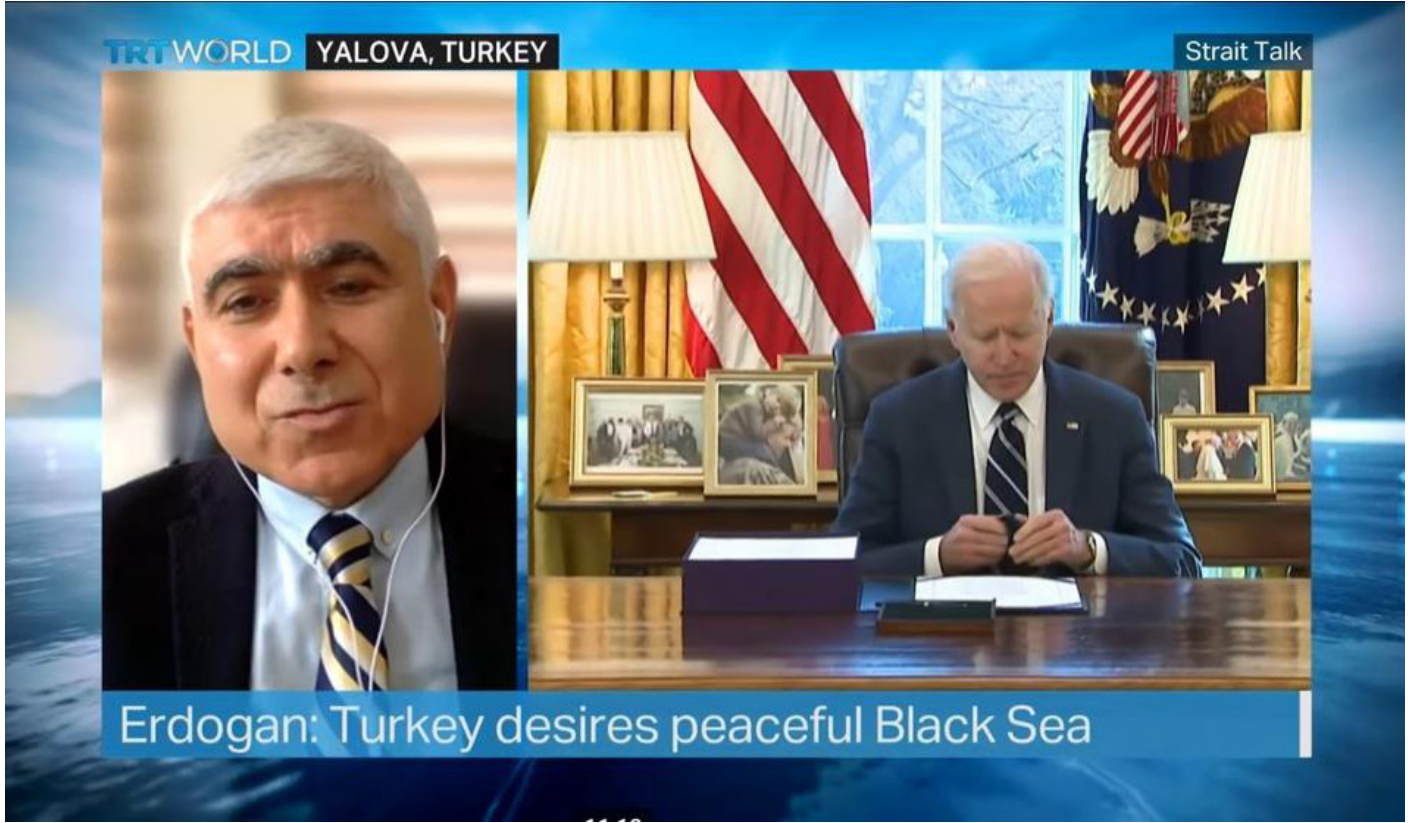 TRT WORLD
YALOVA, TURKEY
Strait Talk
Erdogan: Turkey desires peaceful Black Sea